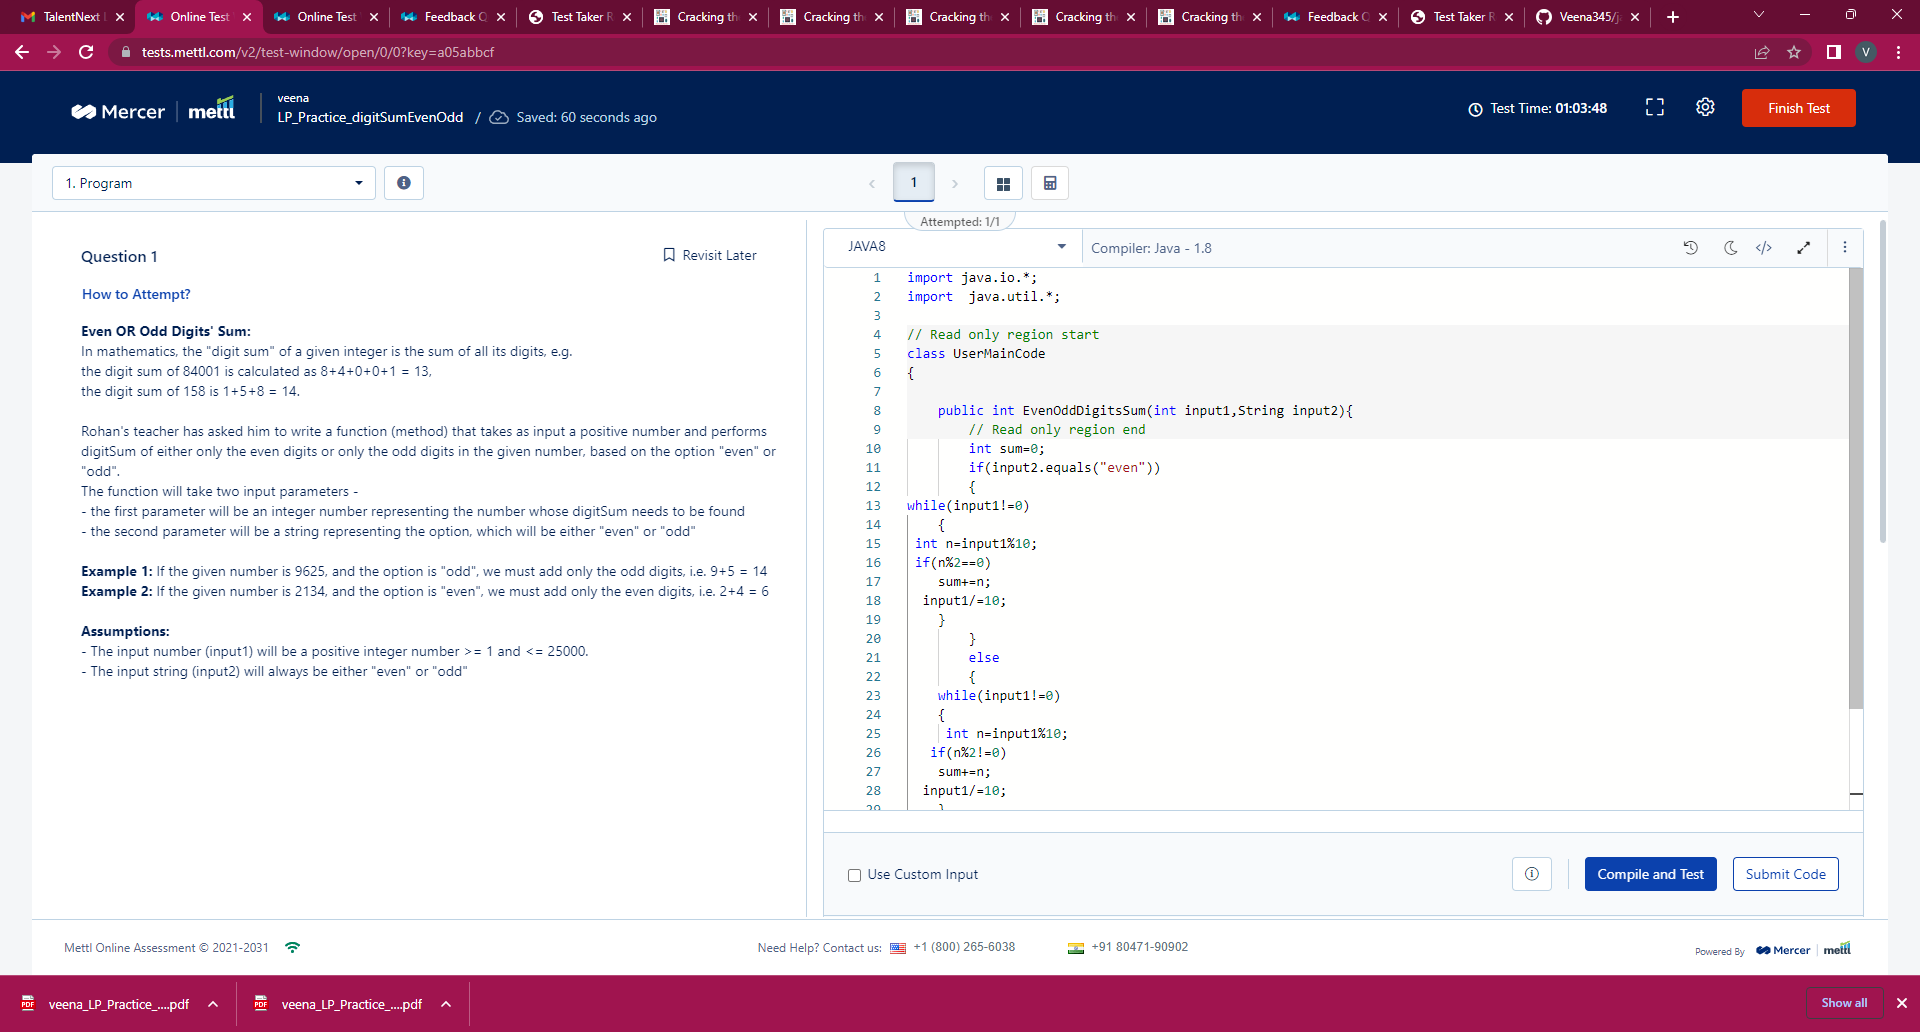 TalentNext
Online Test
Online Test
Feedback Q
Test Taker R
Cracking th
Cracking th
Cracking th
Cracking th
Cracking th
Feedback Q
Test Taker R
Veena345/j
tests.mettl.com/v2/test-window/open/0/0?key=a05abbcf
V
Mercer | mettl
veena
LP_Practice_digitSumEvenOdd / Saved: 60 seconds ago
Test Time: 01:03:48
Finish Test
1. Program
1
Attempted: 1/1
Question 1
Revisit Later
How to Attempt?
Even OR Odd Digits' Sum:
In mathematics, the "digit sum" of a given integer is the sum of all its digits, e.g.
the digit sum of 84001 is calculated as 8+4+0+0+1 = 13,
the digit sum of 158 is 1+5+8 = 14.
Rohan's teacher has asked him to write a function (method) that takes as input a positive number and performs
digitSum of either only the even digits or only the odd digits in the given number, based on the option "even" or
"odd".
The function will take two input parameters -
- the first parameter will be an integer number representing the number whose digitSum needs to be found
- the second parameter will be a string representing the option, which will be either "even" or "odd"
Example 1: If the given number is 9625, and the option is "odd", we must add only the odd digits, i.e. 9+5 = 14
Example 2: If the given number is 2134, and the option is "even", we must add only the even digits, i.e. 2+4 = 6
Assumptions:
- The input number (input1) will be a positive integer number >= 1 and <= 25000.
- The input string (input2) will always be either "even" or "odd"
JAVA8
Compiler: Java - 1.8
1 import java.io.*;
2 import  java.util.*;
3
4 // Read only region start
5 class UserMainCode
6 {
7
8 public int EvenOddDigitsSum(int input1,String input2){
9 // Read only region end
10 int sum=0;
11 if(input2.equals("even"))
12 {
13 while(input1!=0)
14 {
15 int n=input1%10;
16 if(n%2==0)
17 sum+=n;
18 input1/=10;
19 }
20 }
21 else
22 {
23 while(input1!=0)
24 {
25 int n=input1%10;
26 if(n%2!=0)
27 sum+=n;
28 input1/=10;
29 }
Use Custom Input
Compile and Test
Submit Code
Mettl Online Assessment © 2021-2031
Need Help? Contact us: +1 (800) 265-6038
+91 80471-90902
Powered By Mercer | mettl
veena_LP_Practice_....pdf
veena_LP_Practice_....pdf
Show all